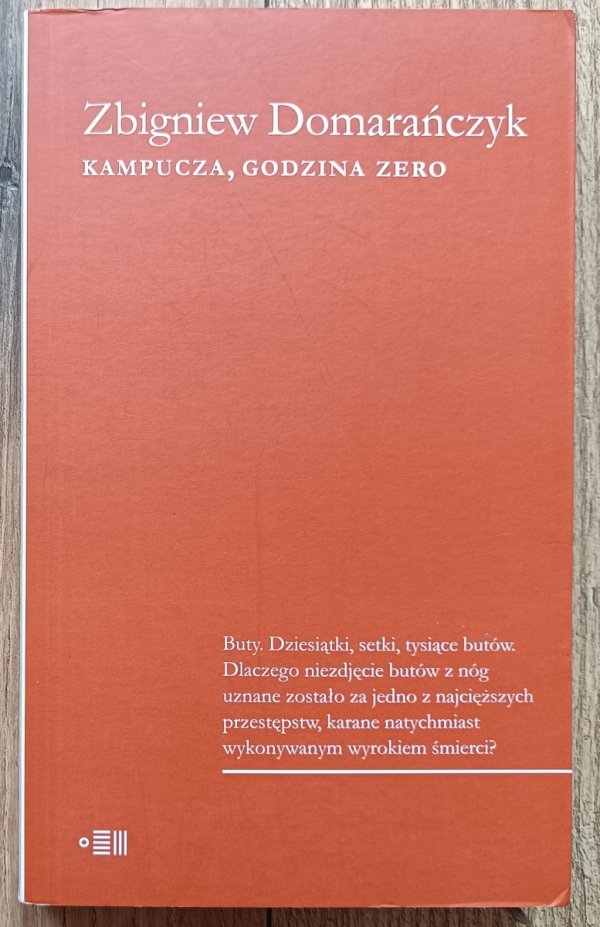 Zbigniew Domarańczyk
KAMPUCZA, GODZINA ZERO
Buty. Dziesiątki, setki, tysiące butów.
Dlaczego niezdjęcie butów z nóg
uznane zostało za jedno z najcięższych
przestępstw, karane natychmiast
wykonywanym wyrokiem śmierci?